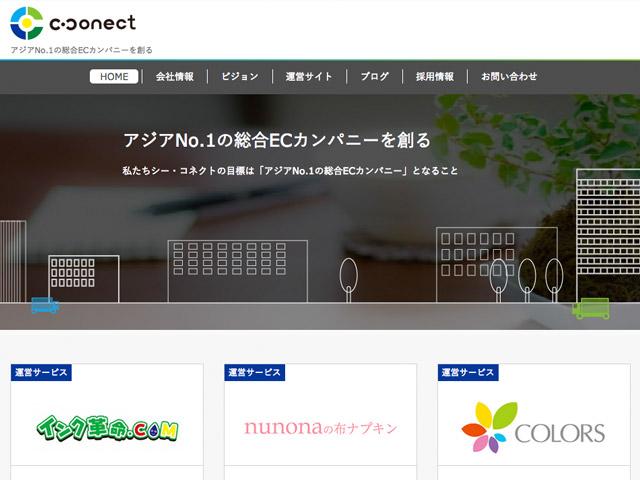 c·conect
アジアNo.1の総合ECカンパニーを創る
HOME 会社情報 ビジョン 運営サイト ブログ 採用情報 お問い合わせ
アジアNo.1の総合ECカンパニーを創る
私たちシー・コネクトの目標は「アジアNo.1の総合ECカンパニー」となること
運営サービス 運営サービス 運営サービス
インク革命.COM nunonaの布ナプキン COLORS